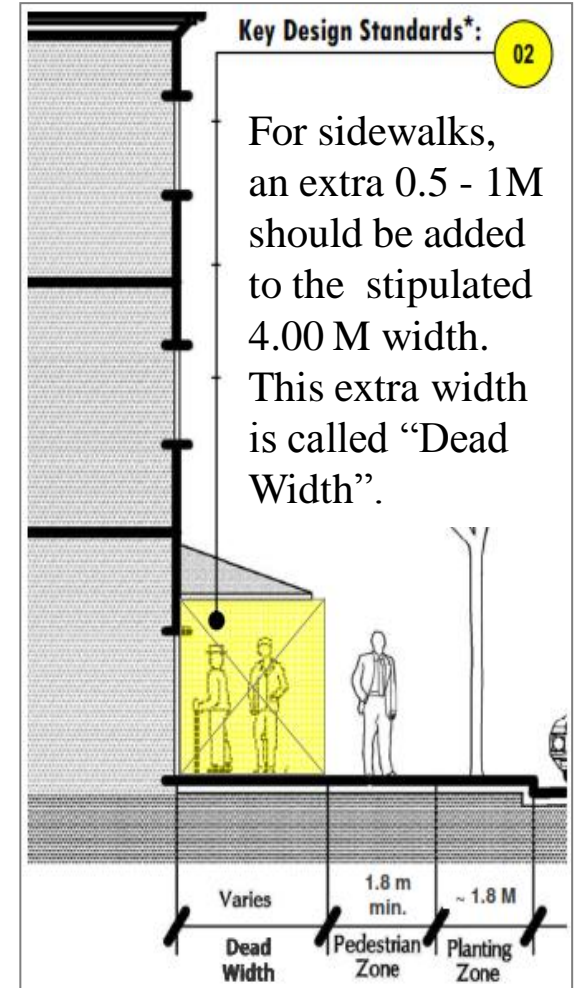 Key Design Standards*:
02
For sidewalks,
an extra 0.5 - 1M
should be added
to the stipulated
4.00 M width.
This extra width
is called “Dead
Width”.
Varies
1.8 m
min.
~ 1.8 M
Dead
Width
Pedestrian
Zone
Planting
Zone